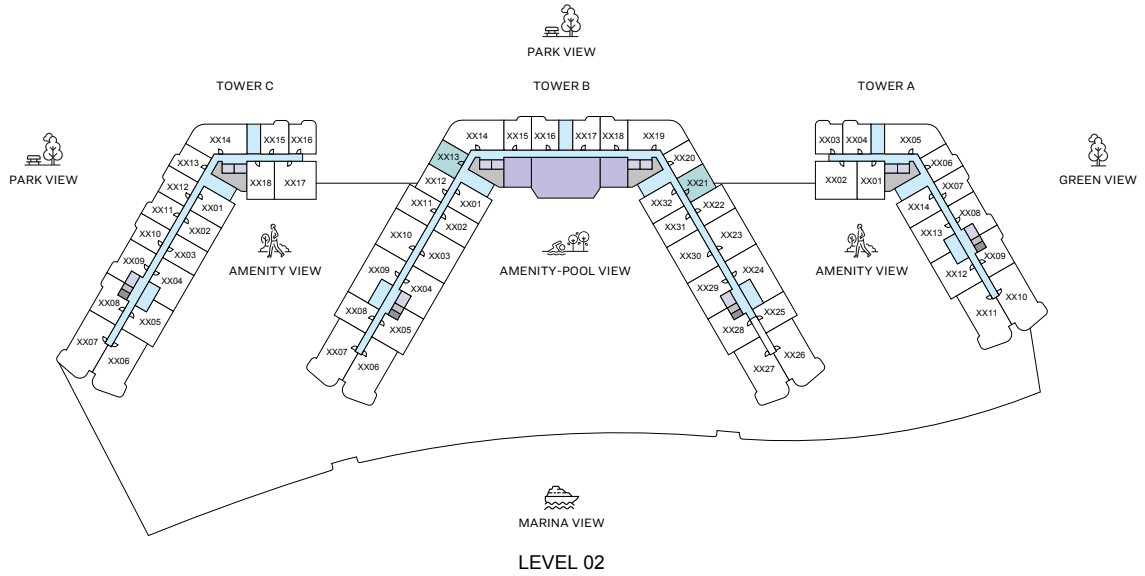 PARK VIEW
TOWER C
TOWER B
TOWER A
XX14
XX15
XX16
XX13
XX12
XX18
XX17
XX11
XX01
XX10
XX02
XX09
XX03
XX08
XX04
XX07
XX05
XX06
XX14
XX15
XX16
XX17
XX18
XX19
XX13
XX20
XX12
XX21
XX11
XX01
XX32
XX22
XX10
XX02
XX31
XX23
XX09
XX03
XX30
XX24
XX08
XX04
XX29
XX25
XX07
XX05
XX28
XX26
XX06
XX27
XX03
XX04
XX05
XX02
XX01
XX06
XX07
XX14
XX08
XX13
XX09
XX12
XX10
XX11
PARK VIEW
GREEN VIEW
AMENITY VIEW
AMENITY-POOL VIEW
AMENITY VIEW
MARINA VIEW
LEVEL 02